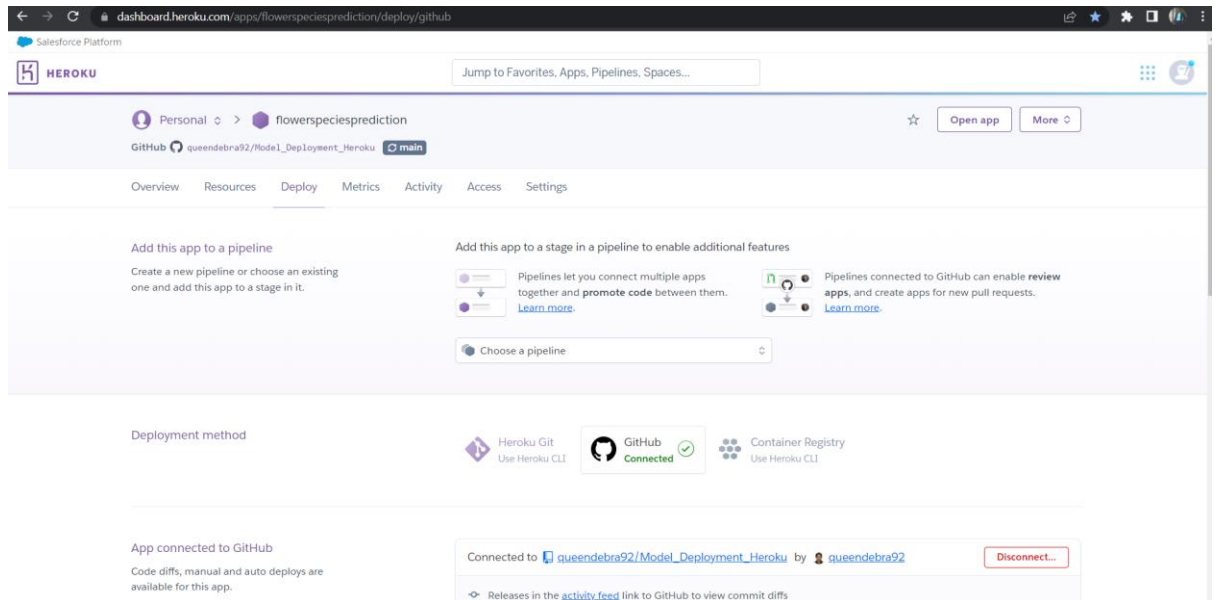 dashboard.heroku.com/apps/flowerspeciesprediction/deploy/github
Salesforce Platform
HEROKU
Jump to Favorites, Apps, Pipelines, Spaces...
Personal > flowerspeciesprediction
Open app
More
GitHub queendebra92/Model_Deployment_Heroku main
Overview Resources Deploy Metrics Activity Access Settings
Add this app to a pipeline
Create a new pipeline or choose an existing
one and add this app to a stage in it.
Add this app to a stage in a pipeline to enable additional features
Pipelines let you connect multiple apps
together and promote code between them.
Learn more.
Pipelines connected to GitHub can enable review
apps, and create apps for new pull requests.
Learn more.
Choose a pipeline
Deployment method
Heroku Git
Use Heroku CLI
GitHub
Connected
Container Registry
Use Heroku CLI
App connected to GitHub
Code diffs, manual and auto deploys are
available for this app.
Connected to queendebra92/Model_Deployment_Heroku by queendebra92
Disconnect...
Releases in the activity feed link to GitHub to view commit diffs